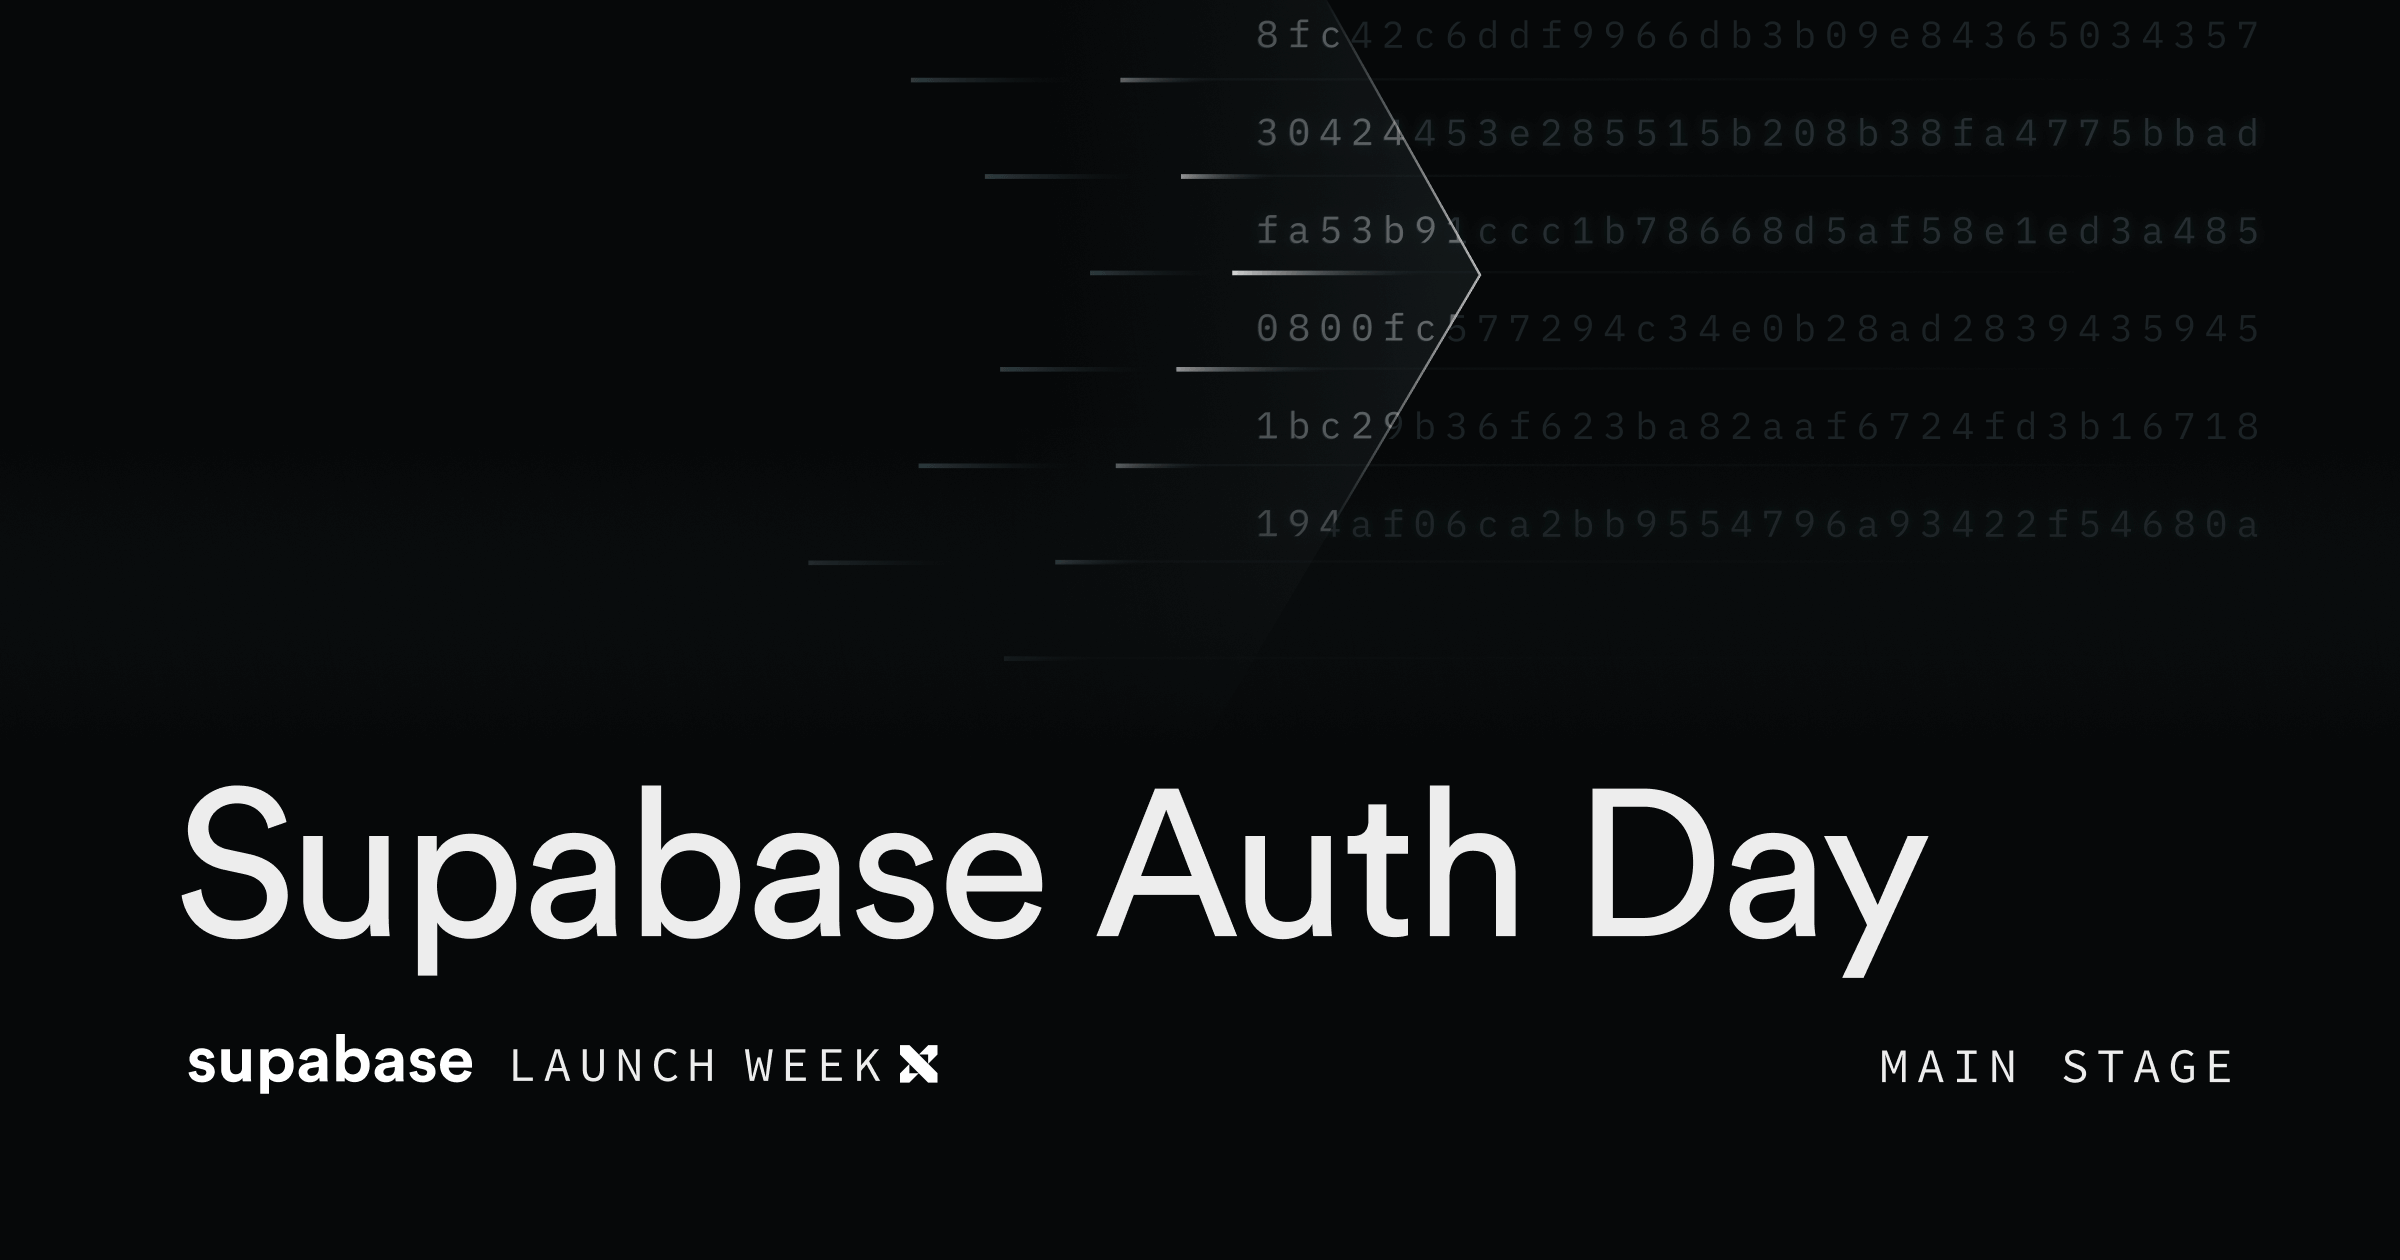 8fc42c6ddf9966db3b09e84365034357
30424453e285515b208b38fa4775bbad
fa53b91ccc1b78668d5af58e1ed3a485
0800fc577294c34e0b28ad2839435945
1bc29b36f623ba82aaf6724fd3b16718
194af06ca2bb9554796a93422f54680a
Supabase Auth Day
supabase LAUNCH WEEK X
MAIN STAGE